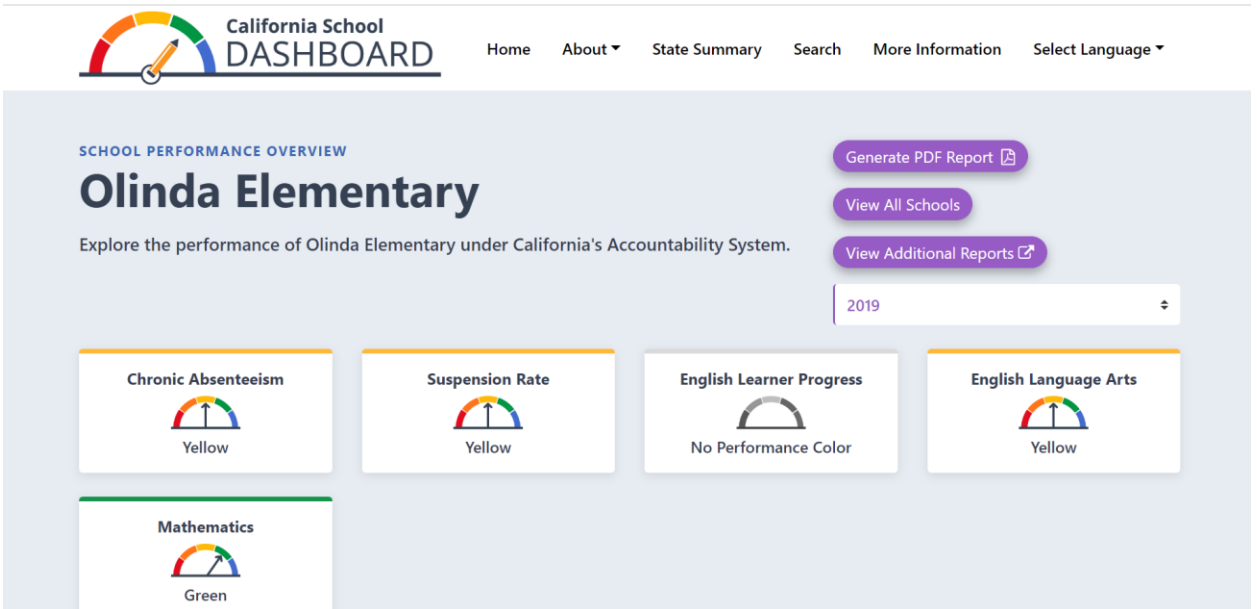 California School
DASHBOARD
Home About State Summary Search More Information Select Language
SCHOOL PERFORMANCE OVERVIEW
Olinda Elementary
Explore the performance of Olinda Elementary under California's Accountability System.
Generate PDF Report
View All Schools
View Additional Reports
2019
Chronic Absenteeism
Yellow
Suspension Rate
Yellow
English Learner Progress
No Performance Color
English Language Arts
Yellow
Mathematics
Green